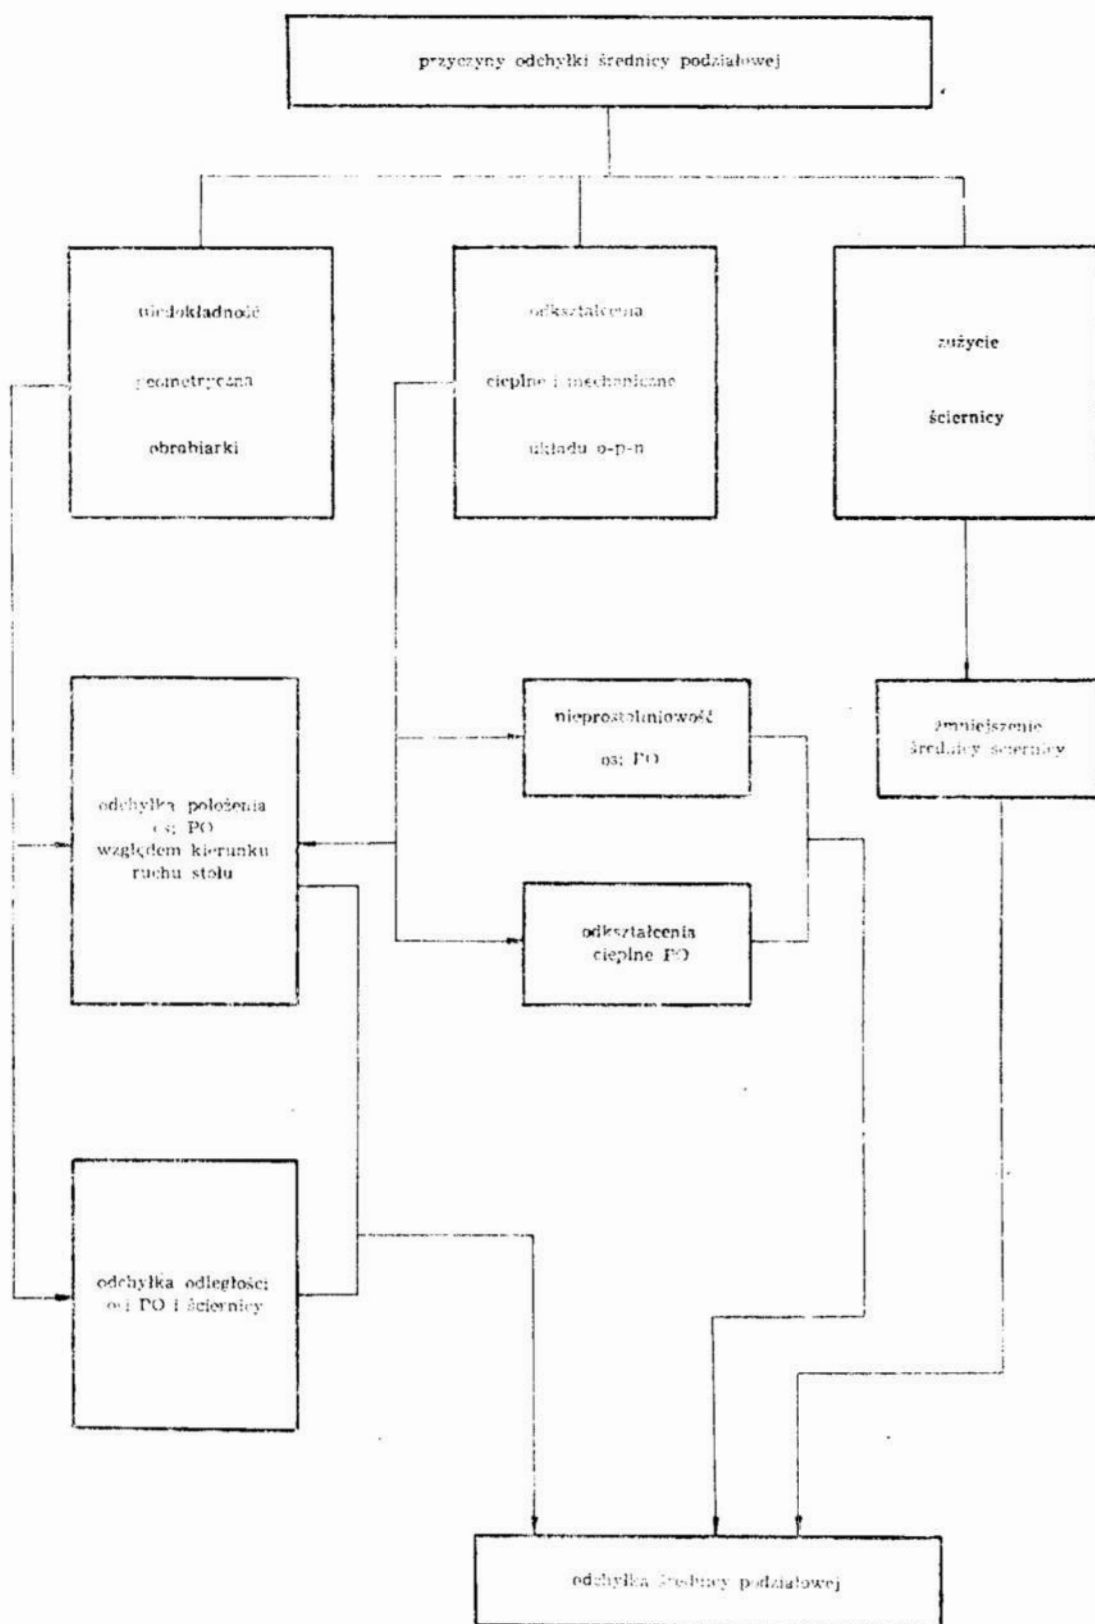 przyczyny odchyłki średnicy podziałowej
niedokładność
geometryczna
obrabiarki
odkształcenia
cieplne i mechaniczne
układu o-p-n
zużycie
ściernicy
nieprostoliniowość
osi PO
zmniejszenie
średnicy ściernicy
odchyłka położenia
osi PO
względem kierunku
ruchu stołu
odkształcenia
cieplne PO
odchyłka odległości
osi PO i ściernicy
odchyłka średnicy podziałowej